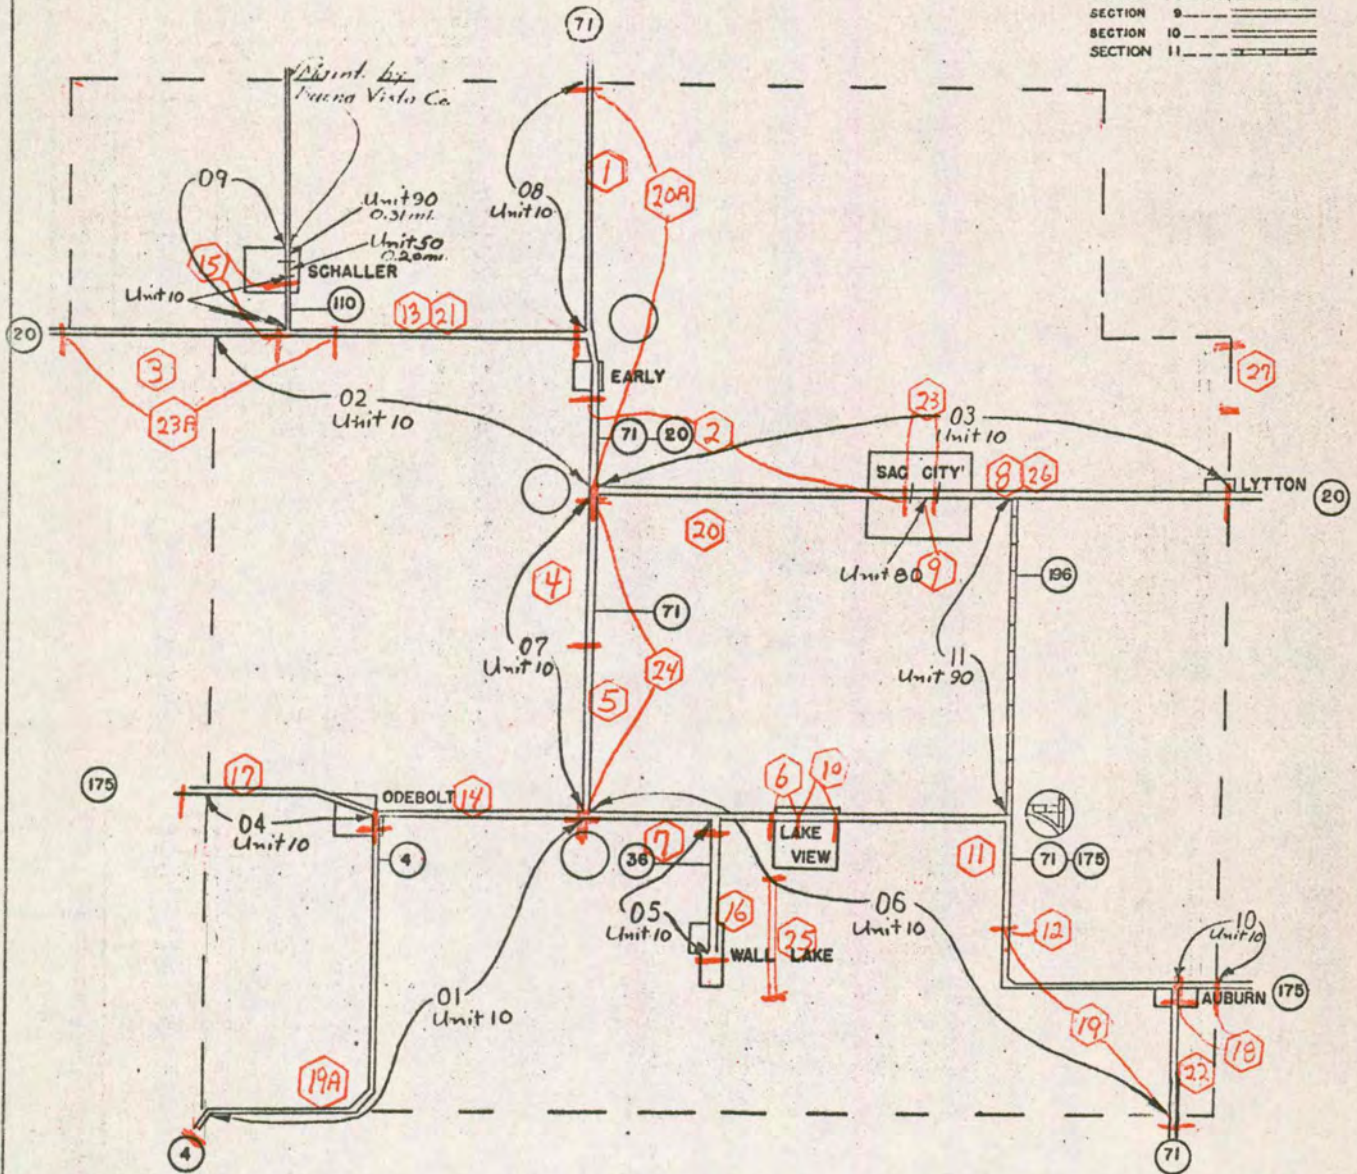 SECTION 9
SECTION 10
SECTION 11
71
Maint. by
Buena Vista Co.
1
20A
09
Unit 90
0.31 mi.
08
Unit 10
Unit 50
0.20 mi.
15
SCHALLER
Unit 10
110
13 21
20
3
27
EARLY
23A
02
Unit 10
71 20
2
23
03
Unit 10
SAC CITY
8 26
LYTTON
20
20
4
Unit 80
9
196
71
07
Unit 10
24
5
11
Unit 90
175
17
ODEBOLT
14
6
10
04
Unit 10
4
7
36
LAKE
VIEW
11
71 175
05
Unit 10
16
06
Unit 10
12
10
Unit 10
WALL LAKE
25
01
Unit 10
AUBURN
175
19
18
22
19A
4
71